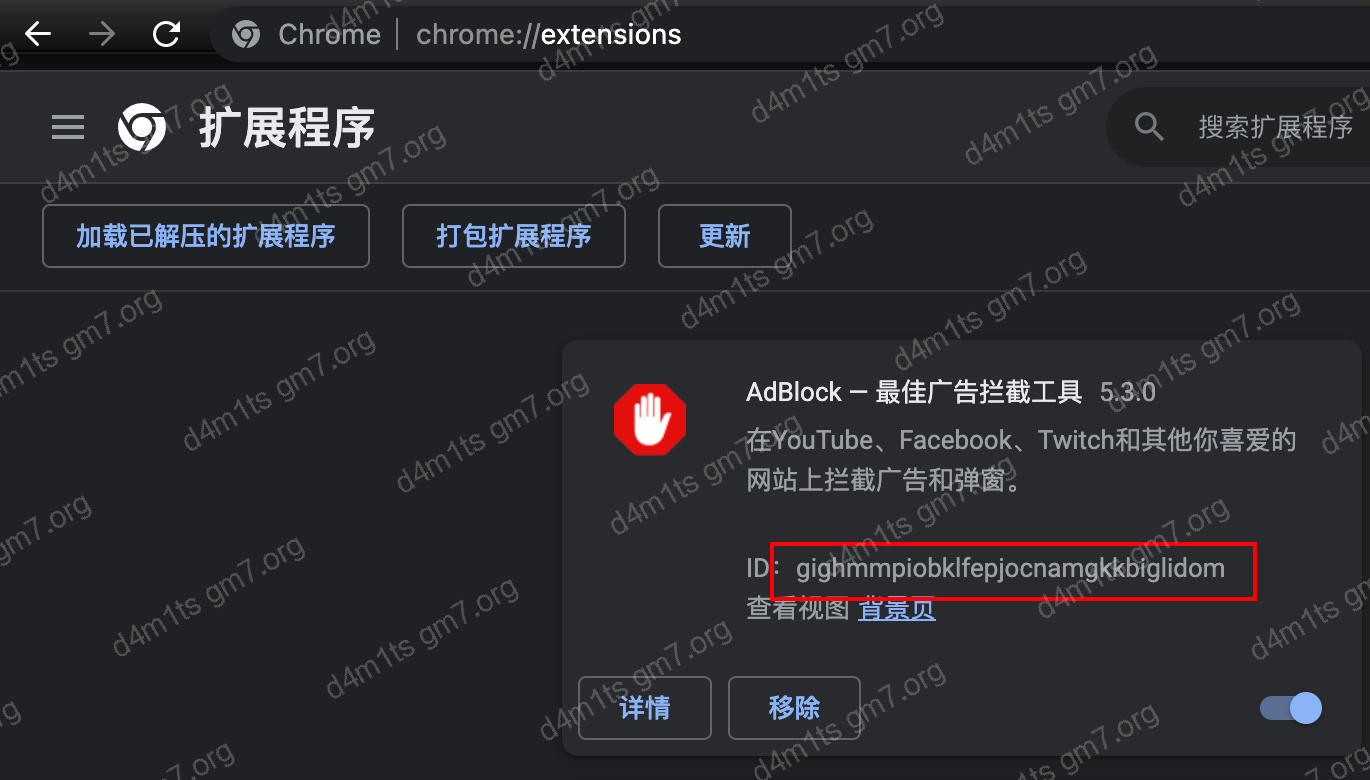 Chrome | chrome://extensions
扩展程序
搜索扩展程序
加载已解压的扩展程序 打包扩展程序 更新
AdBlock — 最佳广告拦截工具 5.3.0
在YouTube、Facebook、Twitch和其他你喜爱的
网站上拦截广告和弹窗。
ID： gighmmpiobklfepjocnamgkkbiglidom
查看视图 背景页
详情 移除
d4m1ts gm7.org